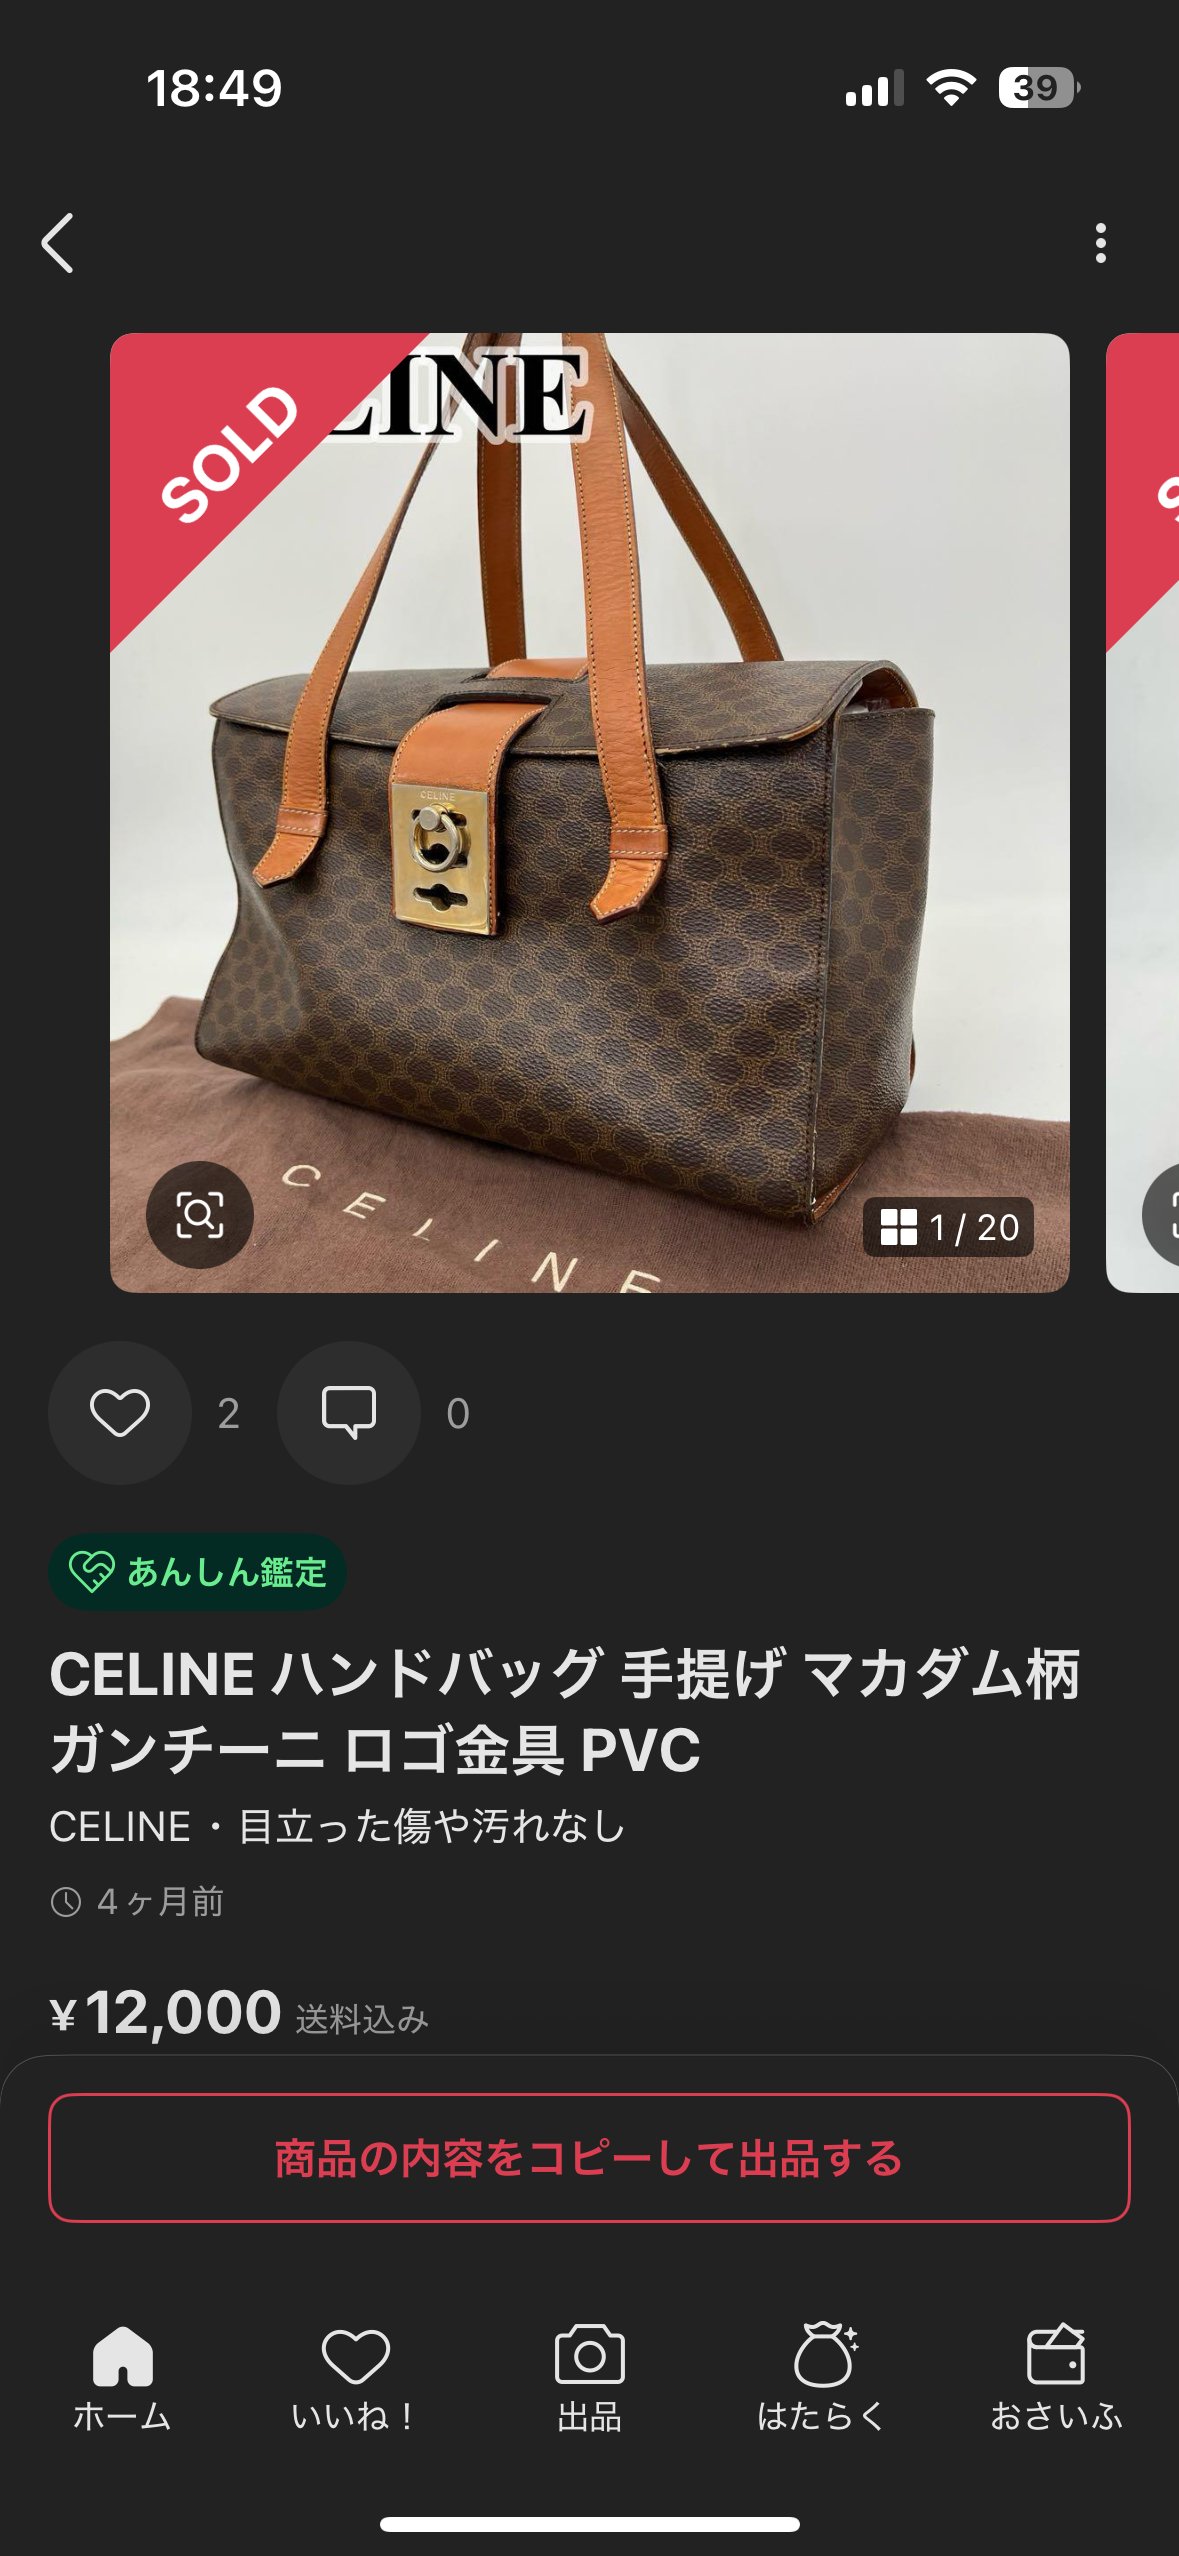 18:49
39
SOLD
LINE
CELINE
CELINE
1 / 20
2
0
あんしん鑑定
CELINE ハンドバッグ 手提げ マカダム柄
ガンチーニ ロゴ金具 PVC
CELINE・目立った傷や汚れなし
4ヶ月前
¥12,000 送料込み
商品の内容をコピーして出品する
ホーム
いいね！
出品
はたらく
おさいふ